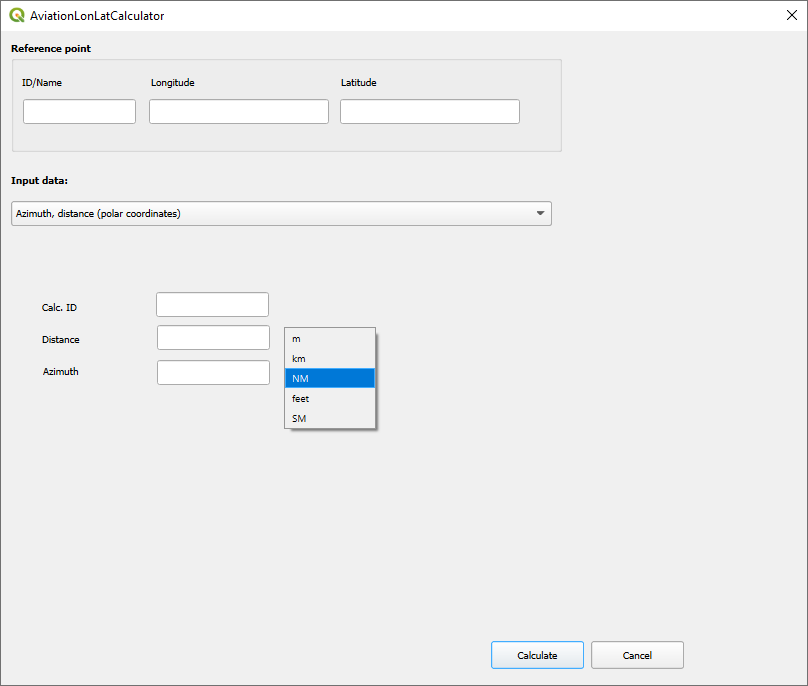 AviationLonLatCalculator
Reference point
ID/Name Longitude Latitude
Input data:
Azimuth, distance (polar coordinates)
Calc. ID
Distance
Azimuth
m
km
NM
feet
SM
Calculate Cancel